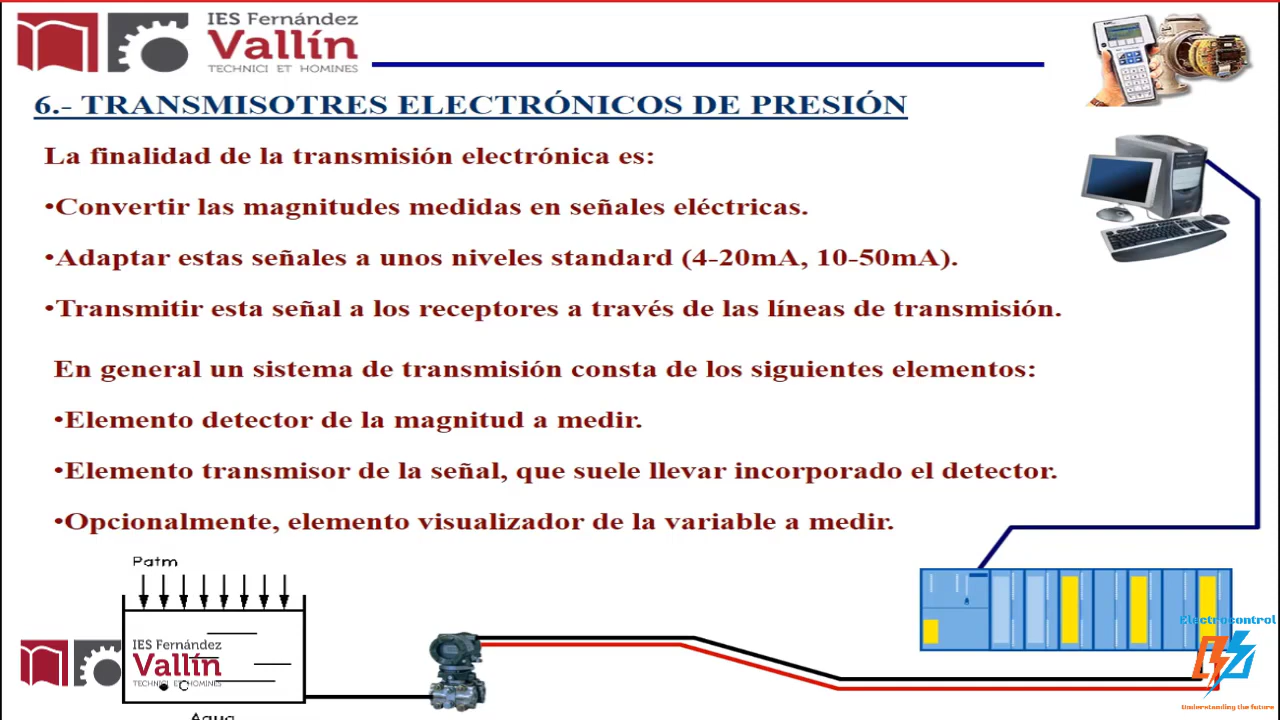 IES Fernández
Vallín
TECHNICI ET HOMINES
6.- TRANSMISOTRES ELECTRÓNICOS DE PRESIÓN
La finalidad de la transmisión electrónica es:
•Convertir las magnitudes medidas en señales eléctricas.
•Adaptar estas señales a unos niveles standard (4-20mA, 10-50mA).
•Transmitir esta señal a los receptores a través de las líneas de transmisión.
En general un sistema de transmisión consta de los siguientes elementos:
•Elemento detector de la magnitud a medir.
•Elemento transmisor de la señal, que suele llevar incorporado el detector.
•Opcionalmente, elemento visualizador de la variable a medir.
Patm
IES Fernández
Vallín
TECHNICI ET HOMINES
C
Agua
Electrocontrol
Understanding the future